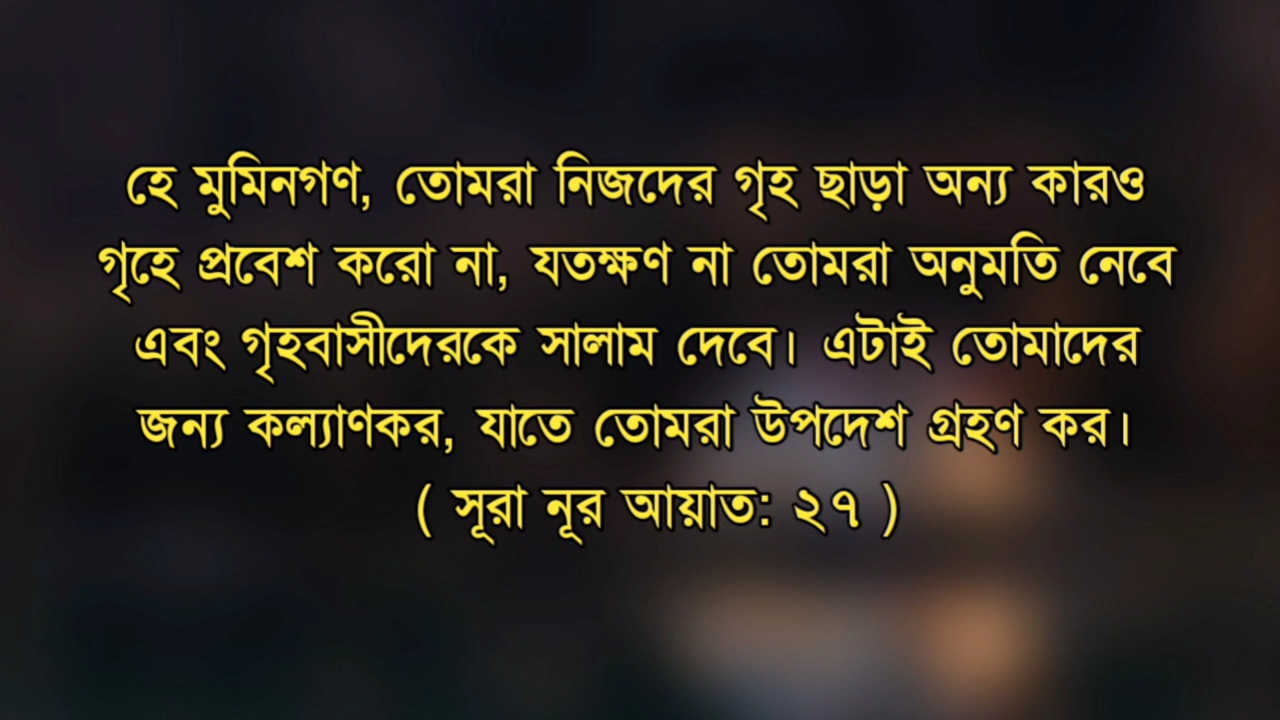 হে মুমিনগণ, তোমরা নিজদের গৃহ ছাড়া অন্য কারও
গৃহে প্রবেশ করো না, যতক্ষণ না তোমরা অনুমতি নেবে
এবং গৃহবাসীদেরকে সালাম দেবে। এটাই তোমাদের
জন্য কল্যাণকর, যাতে তোমরা উপদেশ গ্রহণ কর।
( সূরা নূর আয়াত: ২৭ )